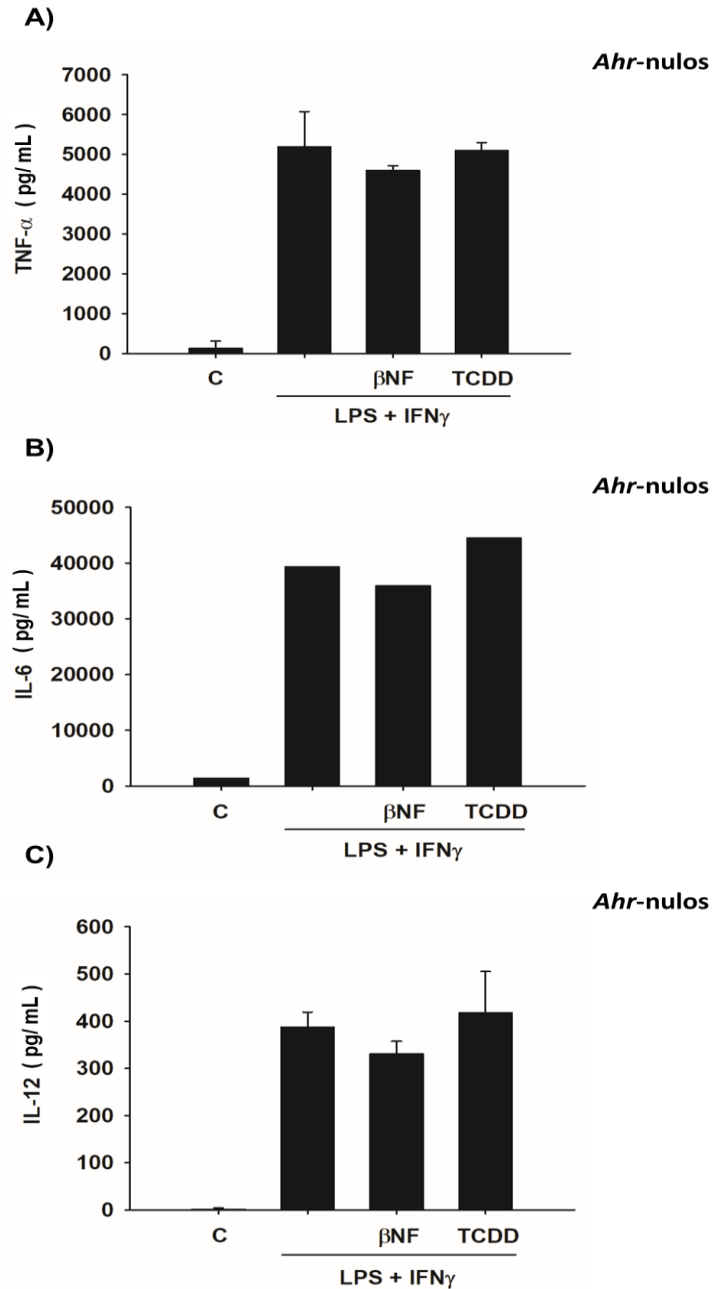 A)
Ahr-nulos
7000
6000
5000
4000
3000
2000
1000
0
TNF-α ( pg/ mL )
C
βNF
TCDD
LPS + IFNγ
B)
Ahr-nulos
50000
40000
30000
20000
10000
0
IL-6 ( pg/ mL )
C
βNF
TCDD
LPS + IFNγ
C)
Ahr-nulos
600
500
400
300
200
100
0
IL-12 ( pg/ mL )
C
βNF
TCDD
LPS + IFNγ